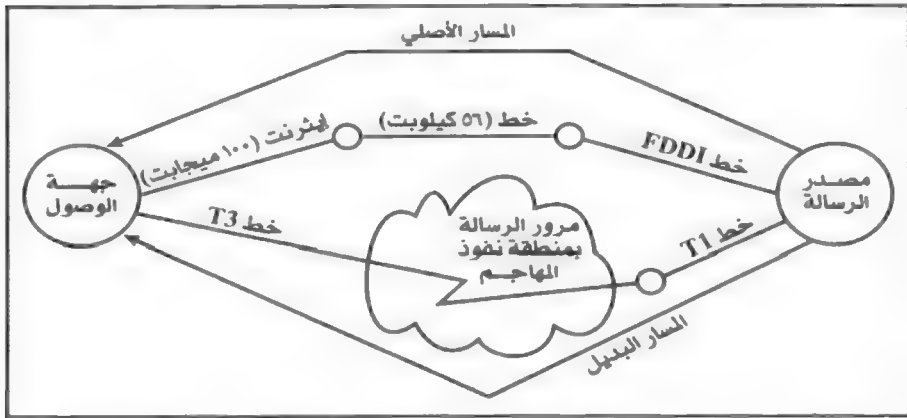 المسار الأصلي
خط (٥٦ كيلوبت)
إيثرنت (١٠٠ ميجابت)
خط FDDI
مصدر
الرسالة
جهة
الوصول
خط T3
مرور الرسالة
بمنطقة نفوذ
المهاجم
خط T1
المسار البديل